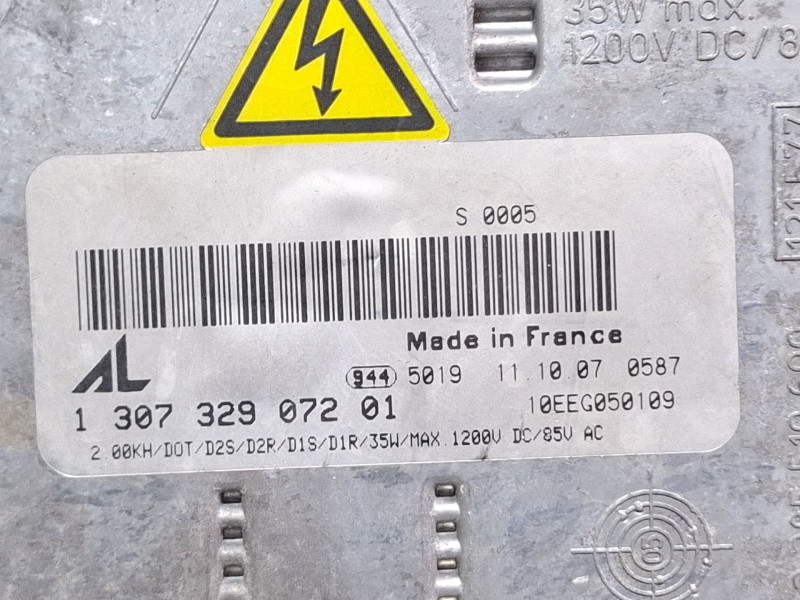 35W max.
1200V DC/8
S 0005
Made in France
AL
944 5019 11.10.07 0587
1 307 329 072 01
10EEG050109
2.00KH/DOT/D2S/D2R/D1S/D1R/35W/MAX.1200V DC/85V AC